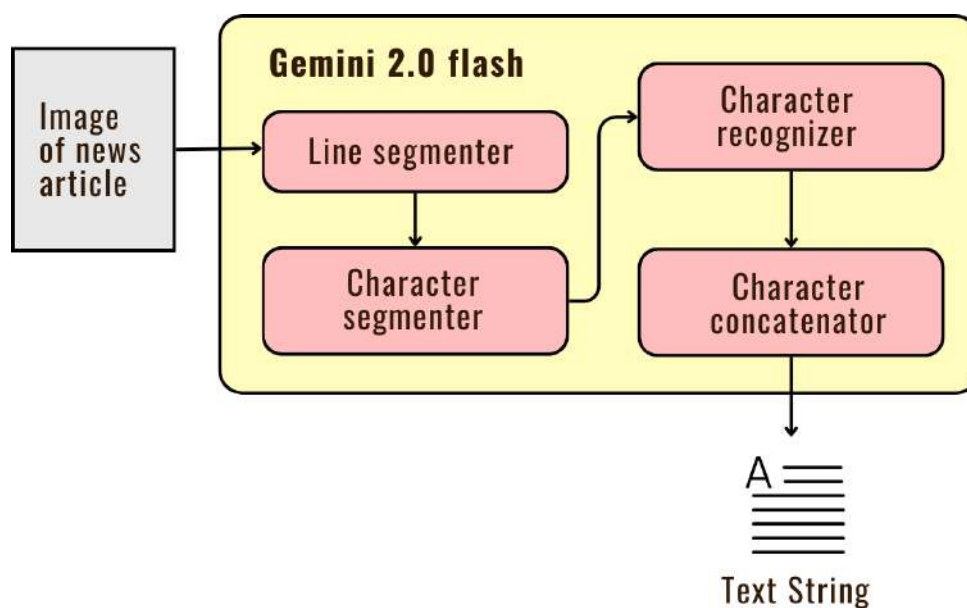 Gemini 2.0 flash
Image
of news
article
Line segmenter
Character
segmenter
Character
recognizer
Character
concatenator
A
Text String